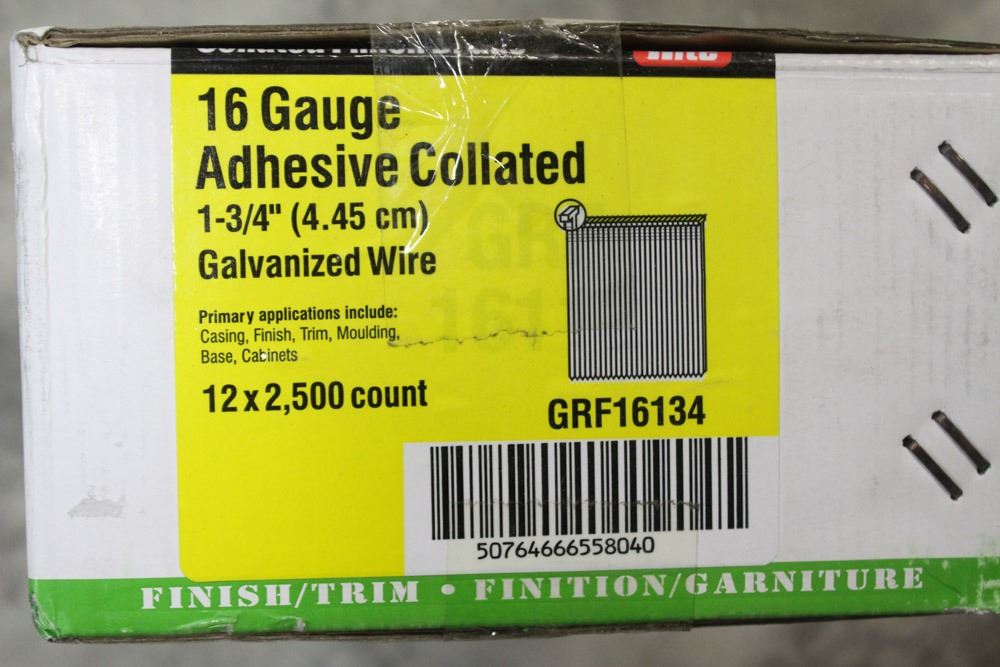 16 Gauge
Adhesive Collated
1-3/4" (4.45 cm)
Galvanized Wire
Primary applications include:
Casing, Finish, Trim, Moulding,
Base, Cabinets
12 x 2,500 count
GRF16134
50764666558040
FINISH/TRIM • FINITION/GARNITURE